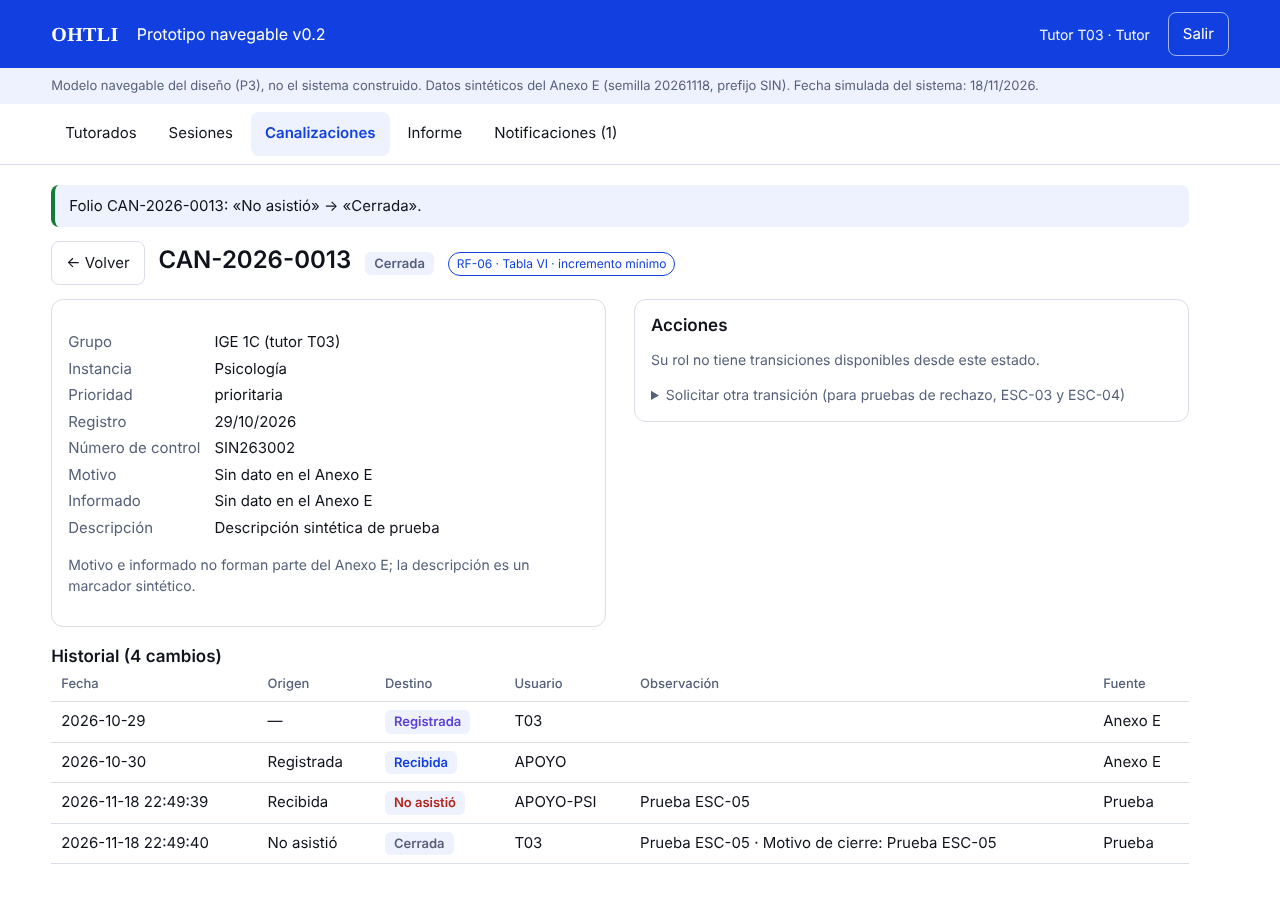 OHTLI Prototipo navegable v0.2 Tutor T03 · Tutor Salir
Modelo navegable del diseño (P3), no el sistema construido. Datos sintéticos del Anexo E (semilla 20261118, prefijo SIN). Fecha simulada del sistema: 18/11/2026.
Tutorados Sesiones Canalizaciones Informe Notificaciones (1)
Folio CAN-2026-0013: «No asistió» → «Cerrada».
← Volver CAN-2026-0013 Cerrada RF-06 · Tabla VI · incremento mínimo
Grupo IGE 1C (tutor T03)
Instancia Psicología
Prioridad prioritaria
Registro 29/10/2026
Número de control SIN263002
Motivo Sin dato en el Anexo E
Informado Sin dato en el Anexo E
Descripción Descripción sintética de prueba
Motivo e informado no forman parte del Anexo E; la descripción es un
marcador sintético.
Acciones
Su rol no tiene transiciones disponibles desde este estado.
▶ Solicitar otra transición (para pruebas de rechazo, ESC-03 y ESC-04)
Historial (4 cambios)
Fecha Origen Destino Usuario Observación Fuente
2026-10-29 — Registrada T03 Anexo E
2026-10-30 Registrada Recibida APOYO Anexo E
2026-11-18 22:49:39 Recibida No asistió APOYO-PSI Prueba ESC-05 Prueba
2026-11-18 22:49:40 No asistió Cerrada T03 Prueba ESC-05 · Motivo de cierre: Prueba ESC-05 Prueba